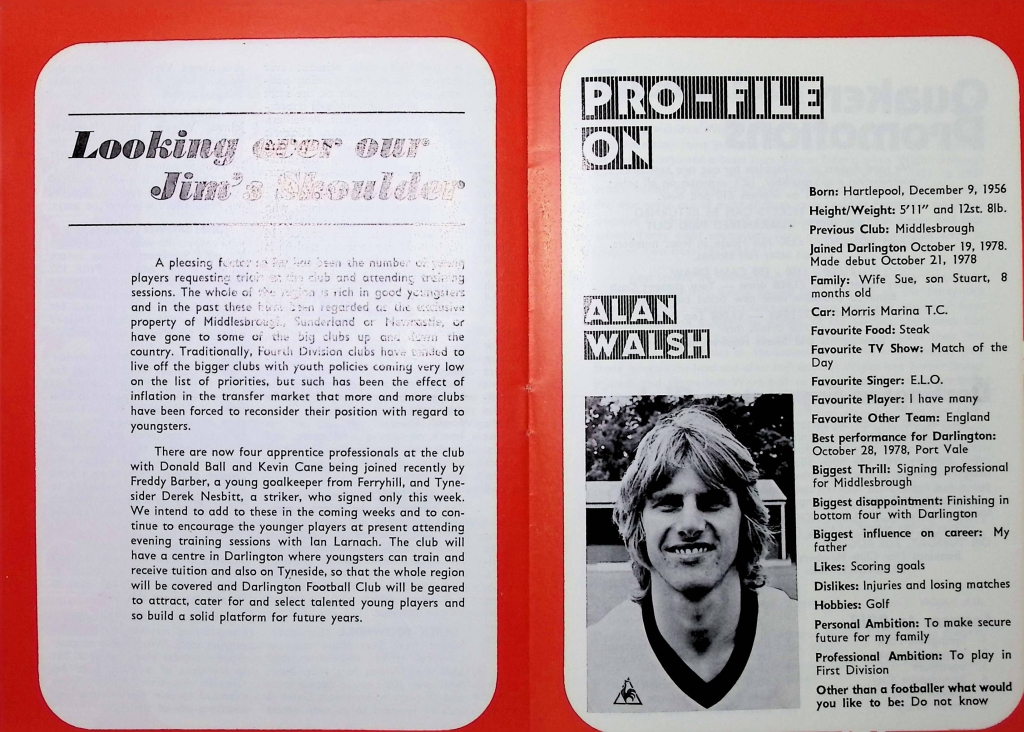 Looking over our
Jim's Shoulder
A pleasing feature so far has been the number of young
players requesting trials at the club and attending training
sessions. The whole of the region is rich in good youngsters
and in the past these have been regarded as the exclusive
property of Middlesbrough, Sunderland or Newcastle, or
have gone to some of the big clubs up and down the
country. Traditionally, Fourth Division clubs have tended to
live off the bigger clubs with youth policies coming very low
on the list of priorities, but such has been the effect of
inflation in the transfer market that more and more clubs
have been forced to reconsider their position with regard to
youngsters.
There are now four apprentice professionals at the club
with Donald Ball and Kevin Cane being joined recently by
Freddy Barber, a young goalkeeper from Ferryhill, and Tyne-
sider Derek Nesbitt, a striker, who signed only this week.
We intend to add to these in the coming weeks and to con-
tinue to encourage the younger players at present attending
evening training sessions with Ian Larnach. The club will
have a centre in Darlington where youngsters can train and
receive tuition and also on Tyneside, so that the whole region
will be covered and Darlington Football Club will be geared
to attract, cater for and select talented young players and
so build a solid platform for future years.
PRO-FILE
ON
ALAN
WALSH
Born: Hartlepool, December 9, 1956
Height/Weight: 5'11" and 12st. 8lb.
Previous Club: Middlesbrough
Joined Darlington October 19, 1978.
Made debut October 21, 1978
Family: Wife Sue, son Stuart, 8
months old
Car: Morris Marina T.C.
Favourite Food: Steak
Favourite TV Show: Match of the
Day
Favourite Singer: E.L.O.
Favourite Player: I have many
Favourite Other Team: England
Best performance for Darlington:
October 28, 1978, Port Vale
Biggest Thrill: Signing professional
for Middlesbrough
Biggest disappointment: Finishing in
bottom four with Darlington
Biggest influence on career: My
father
Likes: Scoring goals
Dislikes: Injuries and losing matches
Hobbies: Golf
Personal Ambition: To make secure
future for my family
Professional Ambition: To play in
First Division
Other than a footballer what would
you like to be: Do not know